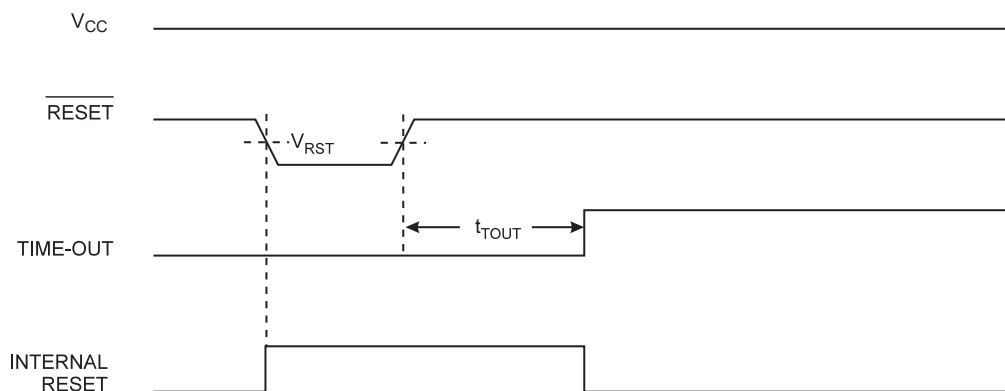 VCC
RESET
VRST
tTOUT
TIME-OUT
INTERNAL
RESET